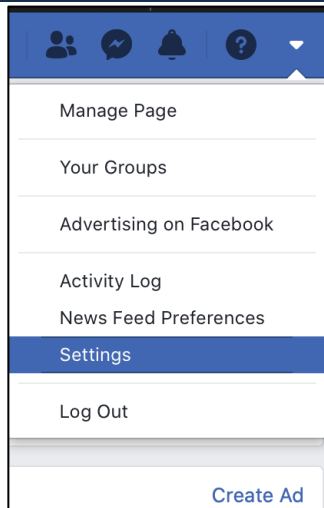 Manage Page
Your Groups
Advertising on Facebook
Activity Log
News Feed Preferences
Settings
Log Out
Create Ad